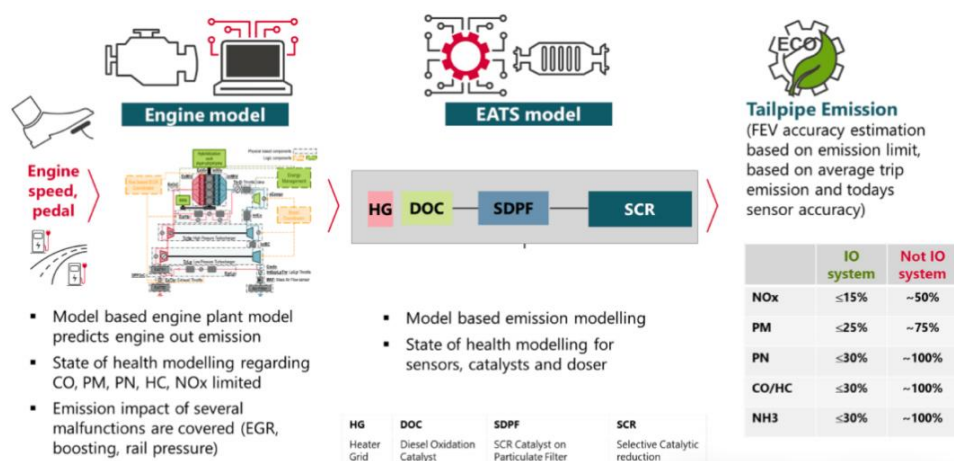 ECO
Engine model
EATS model
Tailpipe Emission
(FEV accuracy estimation
based on emission limit,
based on average trip
emission and todays
sensor accuracy)
Engine
speed,
pedal
HG
DOC
SDPF
SCR
▪ Model based engine plant model
predicts engine out emission
▪ State of health modelling regarding
CO, PM, PN, HC, NOx limited
▪ Emission impact of several
malfunctions are covered (EGR,
boosting, rail pressure)
▪ Model based emission modelling
▪ State of health modelling for
sensors, catalysts and doser
HG DOC SDPF SCR
Heater Diesel Oxidation SCR Catalyst on Selective Catalytic
Grid Catalyst Particulate Filter reduction
IO Not IO
system system
NOx ≤15% ~50%
PM ≤25% ~75%
PN ≤30% ~100%
CO/HC ≤30% ~100%
NH3 ≤30% ~100%